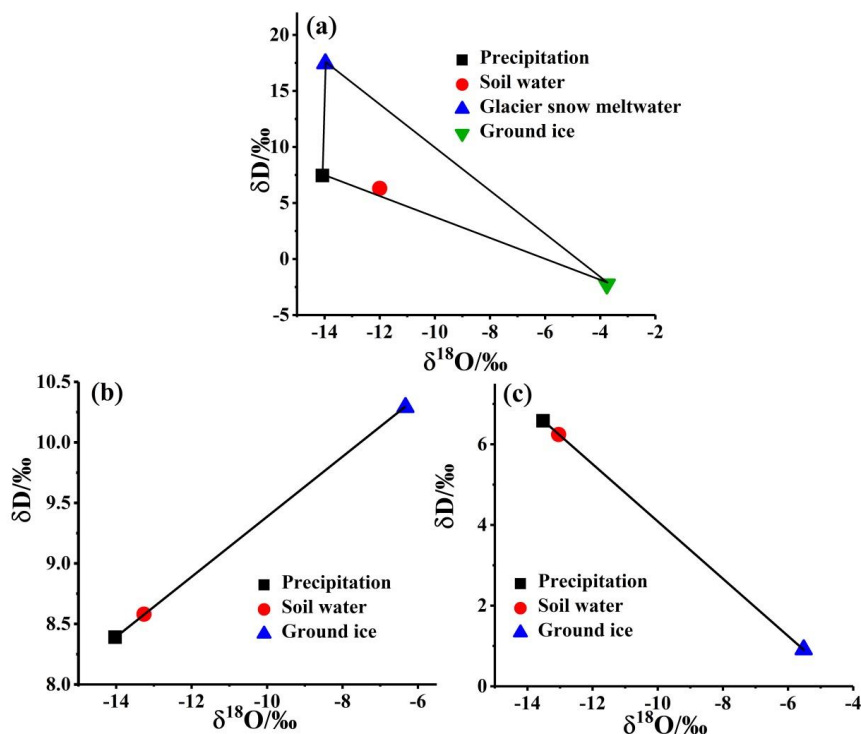 (a)
Precipitation
Soil water
Glacier snow meltwater
Ground ice
20
15
10
5
0
-5
δD/‰
-14 -12 -10 -8 -6 -4 -2
δ¹⁸O/‰
(b)
10.5
10.0
9.5
9.0
8.5
8.0
δD/‰
Precipitation
Soil water
Ground ice
-14 -12 -10 -8 -6
δ¹⁸O/‰
(c)
6
4
2
0
δD/‰
Precipitation
Soil water
Ground ice
-14 -12 -10 -8 -6 -4
δ¹⁸O/‰